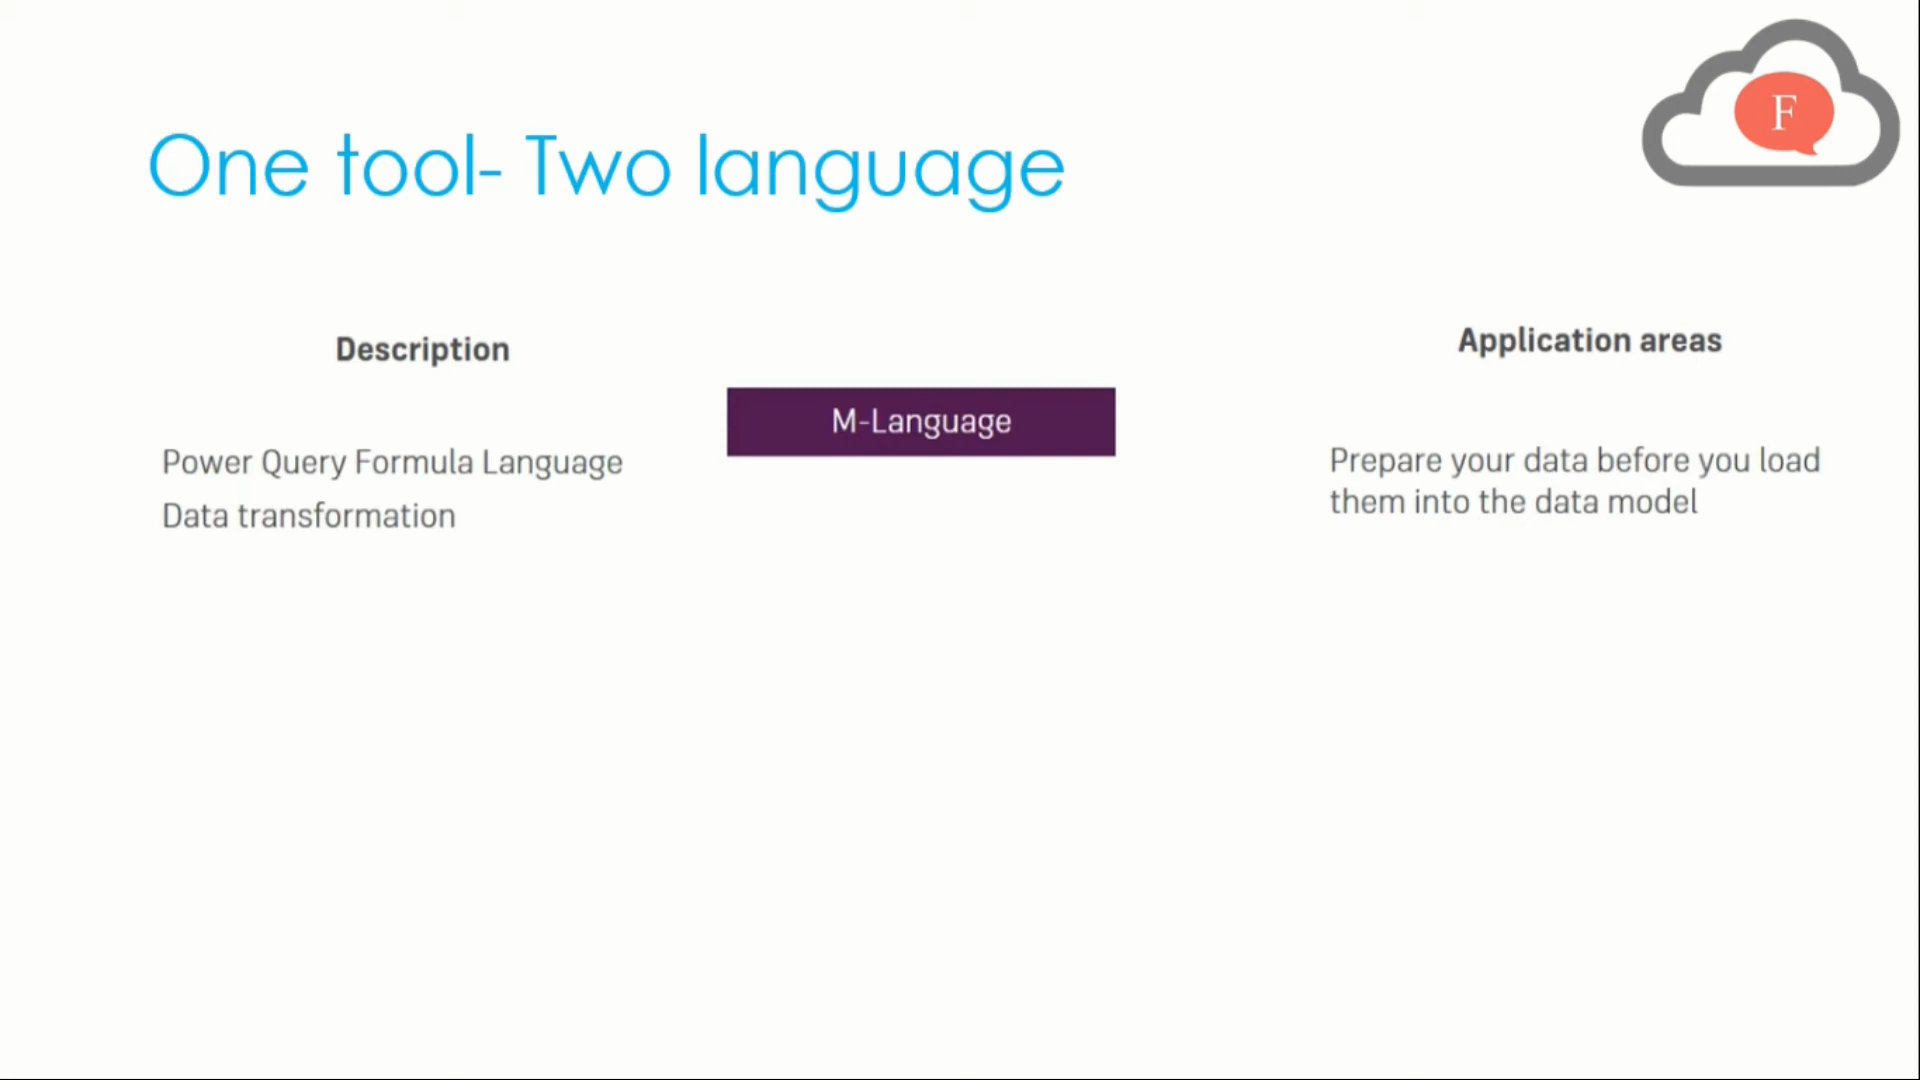 F
One tool- Two language
Description
Application areas
M-Language
Power Query Formula Language
Data transformation
Prepare your data before you load
them into the data model